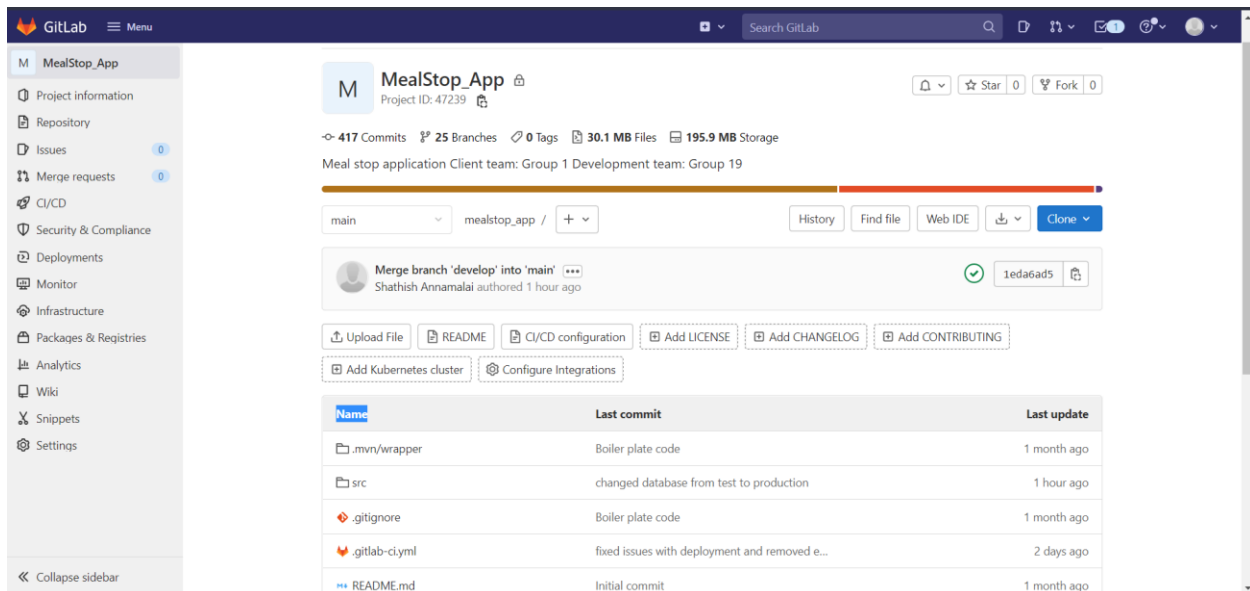 GitLab Menu Search GitLab 1
M MealStop_App
Project information
Repository
Issues 0
Merge requests 0
CI/CD
Security & Compliance
Deployments
Monitor
Infrastructure
Packages & Registries
Analytics
Wiki
Snippets
Settings
Collapse sidebar
M
MealStop_App
Project ID: 47239
Star 0 Fork 0
417 Commits 25 Branches 0 Tags 30.1 MB Files 195.9 MB Storage
Meal stop application Client team: Group 1 Development team: Group 19
main mealstop_app / + History Find file Web IDE Clone
Merge branch 'develop' into 'main' 
Shathish Annamalai authored 1 hour ago
1eda6ad5
Upload File README CI/CD configuration Add LICENSE Add CHANGELOG Add CONTRIBUTING
Add Kubernetes cluster Configure Integrations
Name Last commit Last update
.mvn/wrapper Boiler plate code 1 month ago
src changed database from test to production 1 hour ago
.gitignore Boiler plate code 1 month ago
.gitlab-ci.yml fixed issues with deployment and removed e... 2 days ago
README.md Initial commit 1 month ago